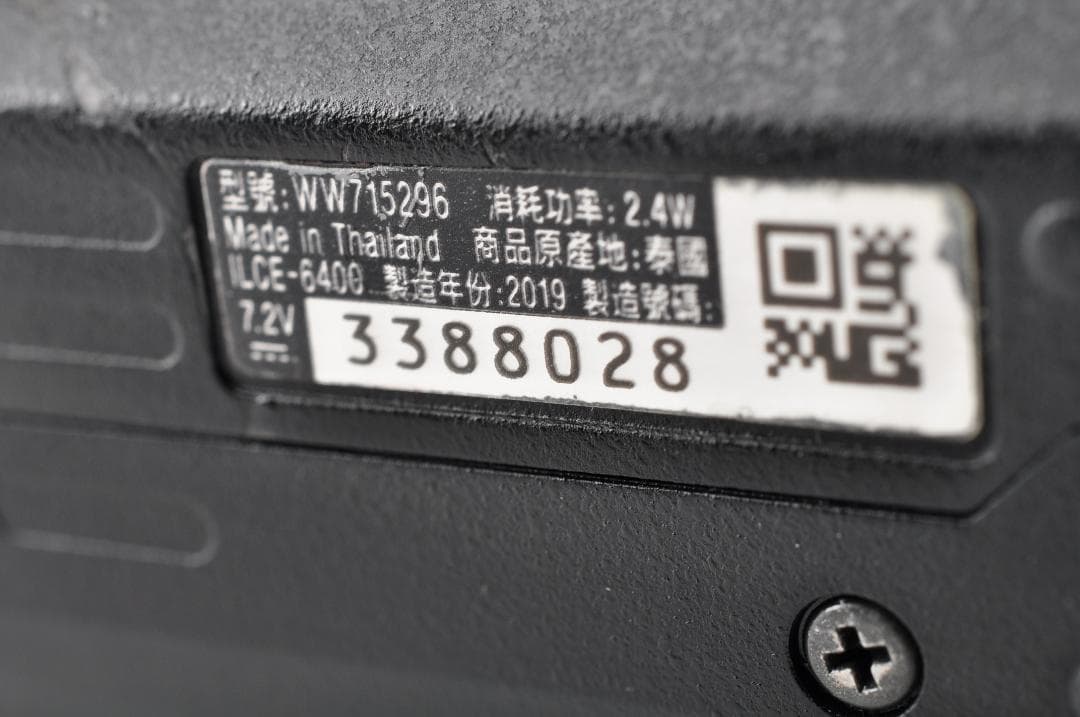 型號:WW715296 消耗功率:2.4W
Made in Thailand 商品原產地:泰國
ILCE-6400 製造年份:2019 製造號碼:
7.2V
3388028